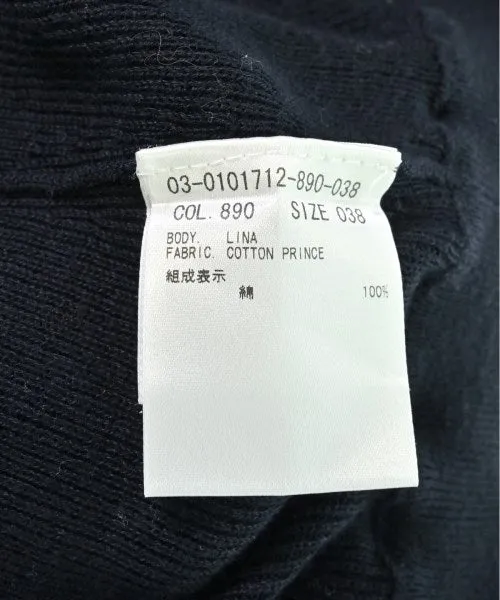 03-0101712-890-038
COL. 890 SIZE 038
BODY. LINA
FABRIC. COTTON PRINCE
組成表示
綿 100%